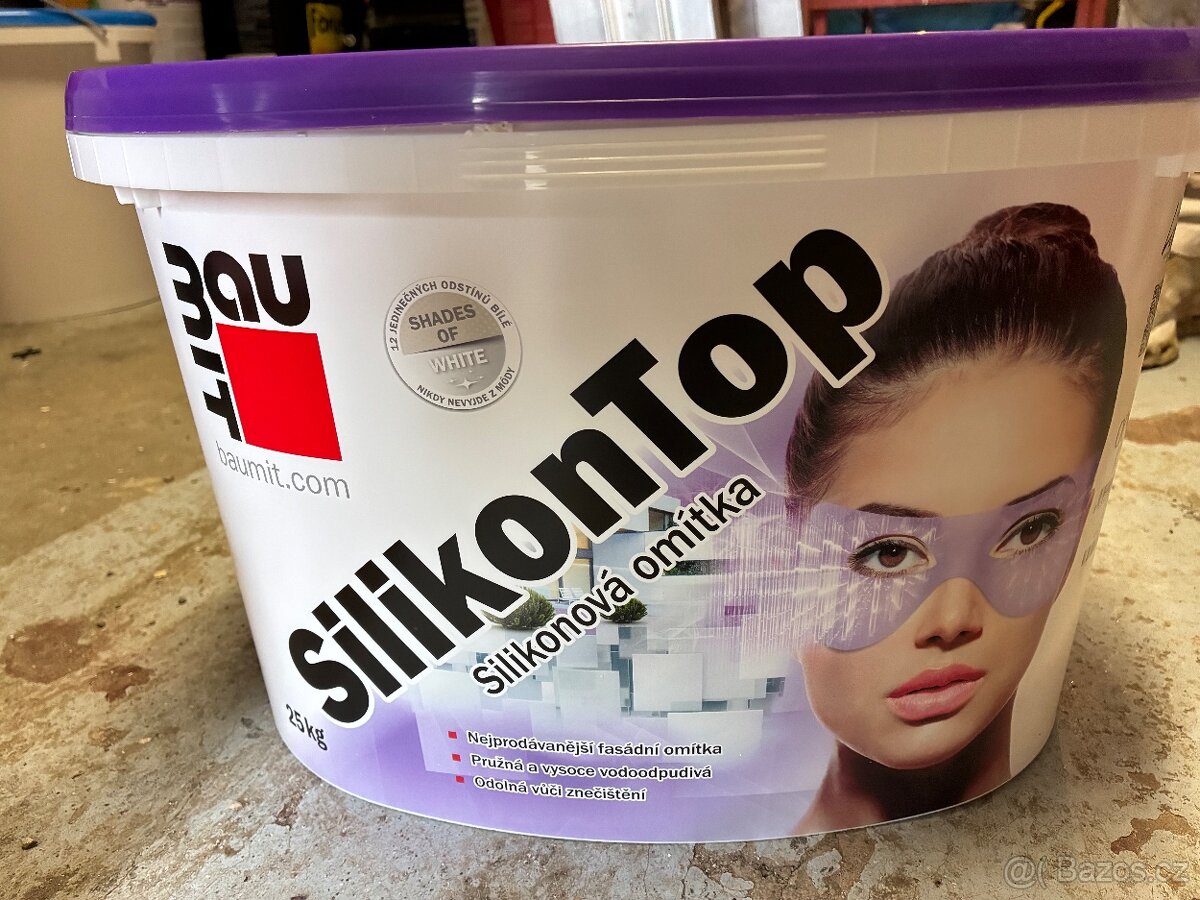 BAU
MIT
baumit.com
12 JEDINEČNÝCH ODSTÍNŮ BÍLÉ
SHADES
OF
WHITE
NIKDY NEVYJDE Z MÓDY
SilikonTop
Silikonová omítka
25kg
Nejprodávanější fasádní omítka
Pružná a vysoce vodoodpudivá
Odolná vůči znečištění
@( Bazos.cz